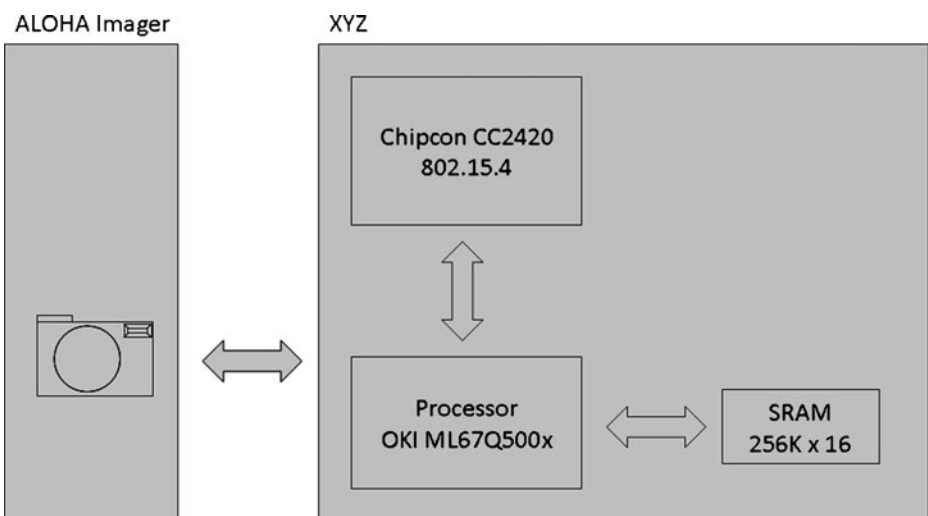 ALOHA Imager
XYZ
Chipcon CC2420
802.15.4
Processor
OKI ML67Q500x
SRAM
256K x 16